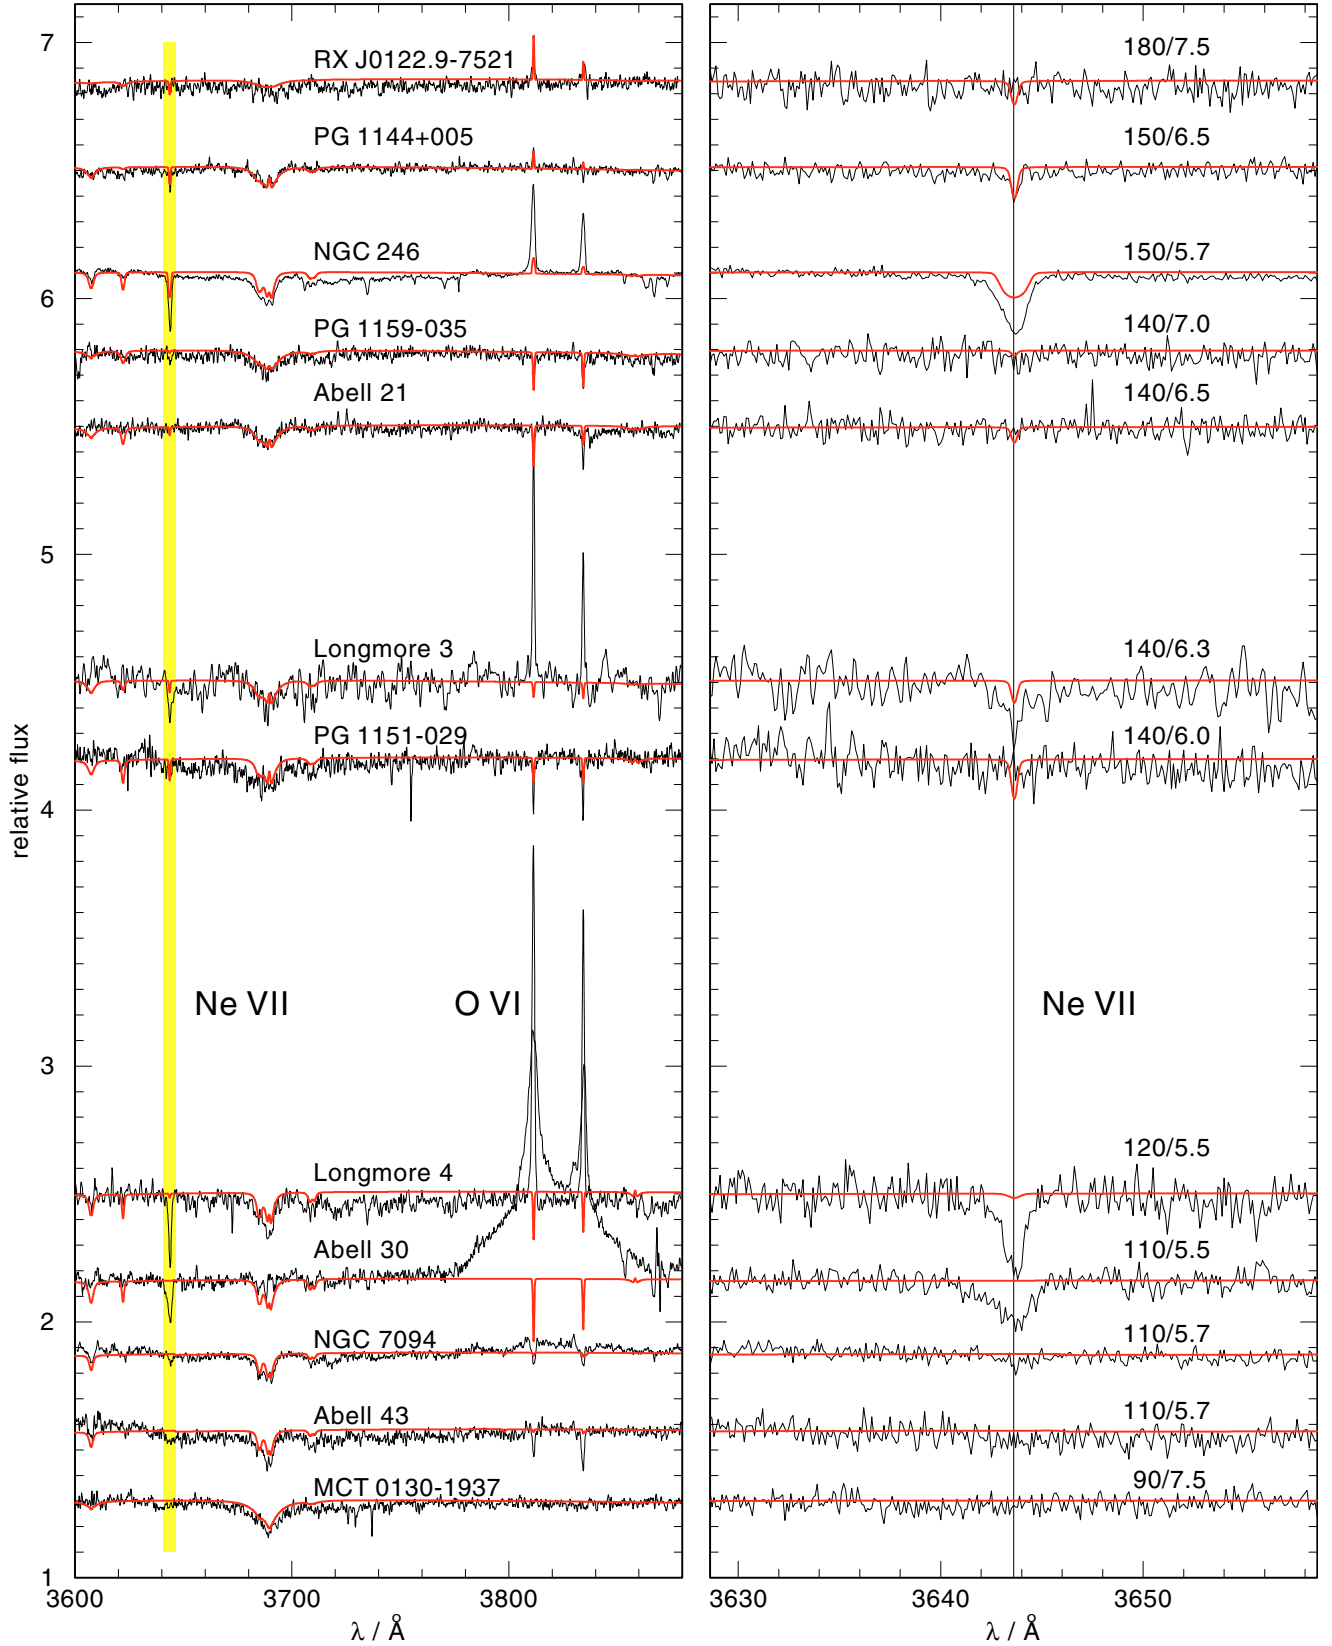 7
6
5
4
3
2
1
relative flux
RX J0122.9-7521
PG 1144+005
NGC 246
PG 1159-035
Abell 21
Longmore 3
PG 1151-029
Ne VII
O VI
Longmore 4
Abell 30
NGC 7094
Abell 43
MCT 0130-1937
3600
3700
3800
λ / Å
180/7.5
150/6.5
150/5.7
140/7.0
140/6.5
140/6.3
140/6.0
Ne VII
120/5.5
110/5.5
110/5.7
110/5.7
90/7.5
3630
3640
3650
λ / Å